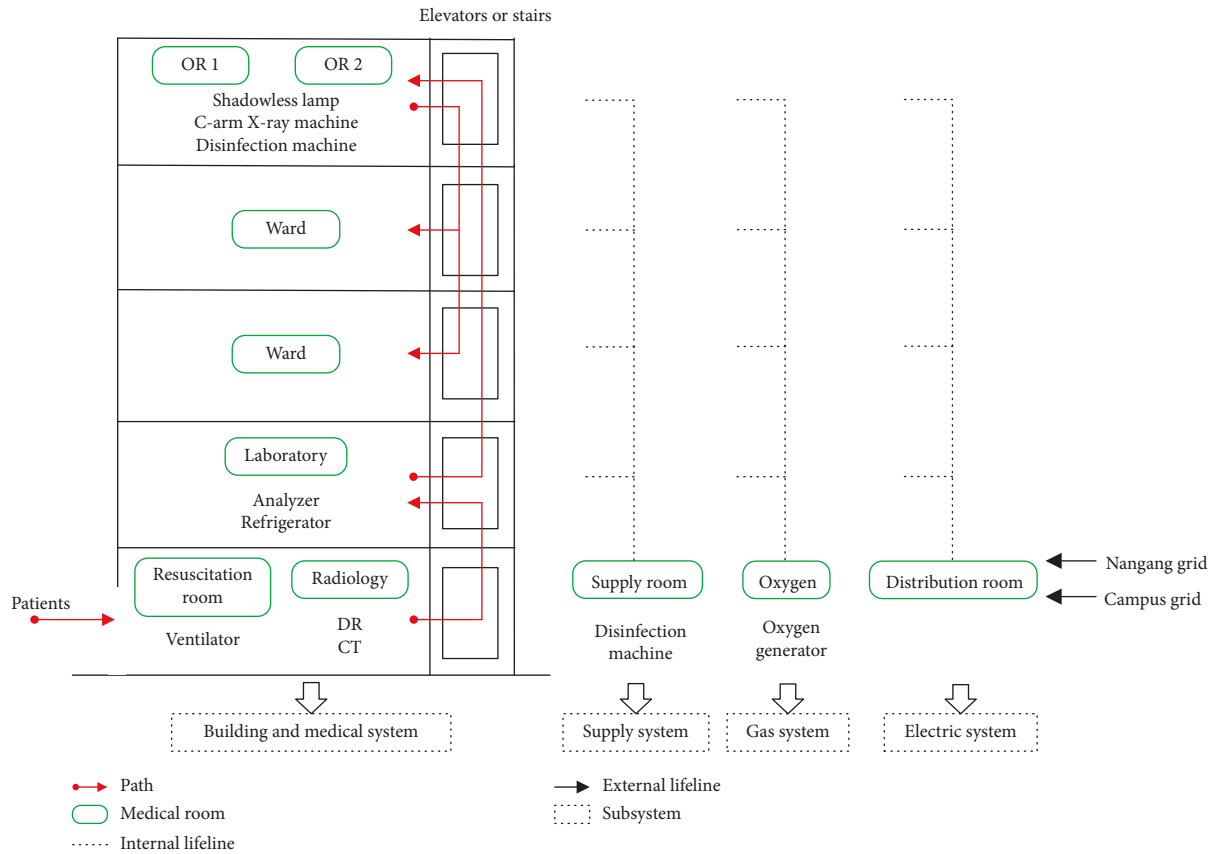 Elevators or stairs
OR 1
OR 2
Shadowless lamp
C-arm X-ray machine
Disinfection machine
Ward
Ward
Laboratory
Analyzer
Refrigerator
Resuscitation
room
Radiology
Patients
Ventilator
DR
CT
Supply room
Disinfection
machine
Oxygen
Oxygen
generator
Distribution room
Nangang grid
Campus grid
Building and medical system
Supply system
Gas system
Electric system
Path
Medical room
Internal lifeline
External lifeline
Subsystem